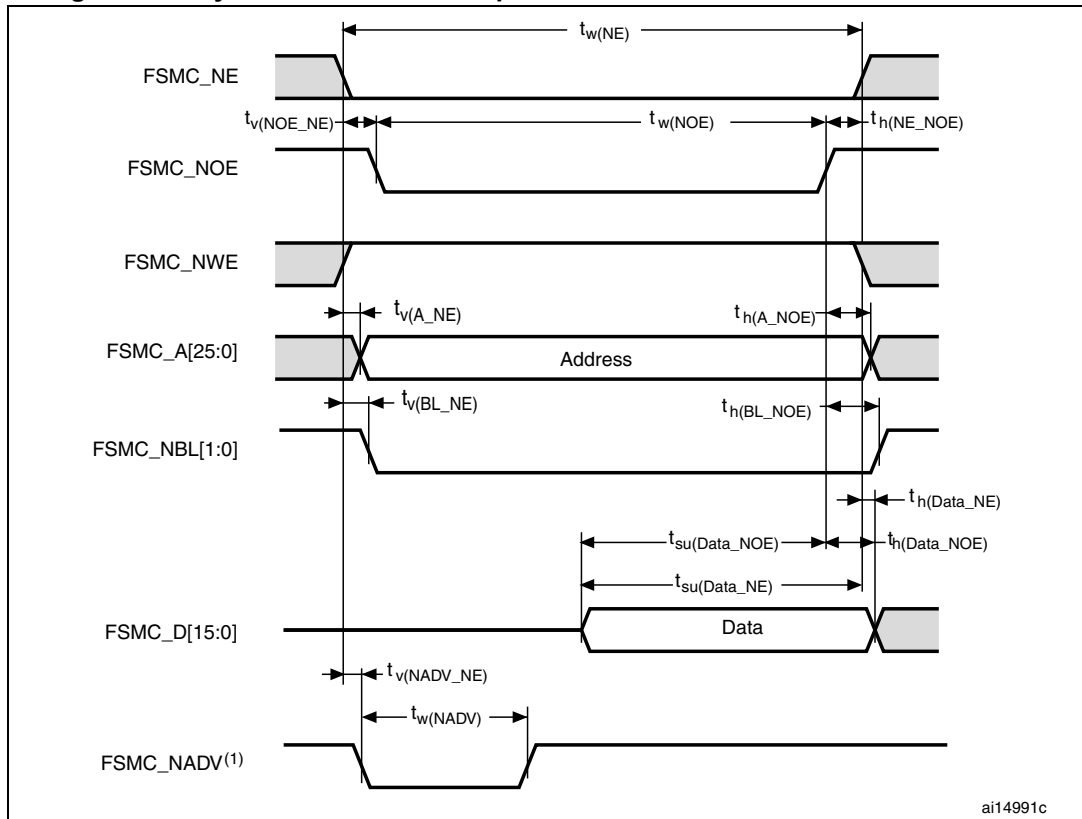 tw(NE)
FSMC_NE
tv(NOE_NE)
tw(NOE)
th(NE_NOE)
FSMC_NOE
FSMC_NWE
tv(A_NE)
th(A_NOE)
FSMC_A[25:0]
Address
tv(BL_NE)
th(BL_NOE)
FSMC_NBL[1:0]
th(Data_NE)
tsu(Data_NOE)
th(Data_NOE)
tsu(Data_NE)
FSMC_D[15:0]
Data
tv(NADV_NE)
tw(NADV)
FSMC_NADV(1)
ai14991c